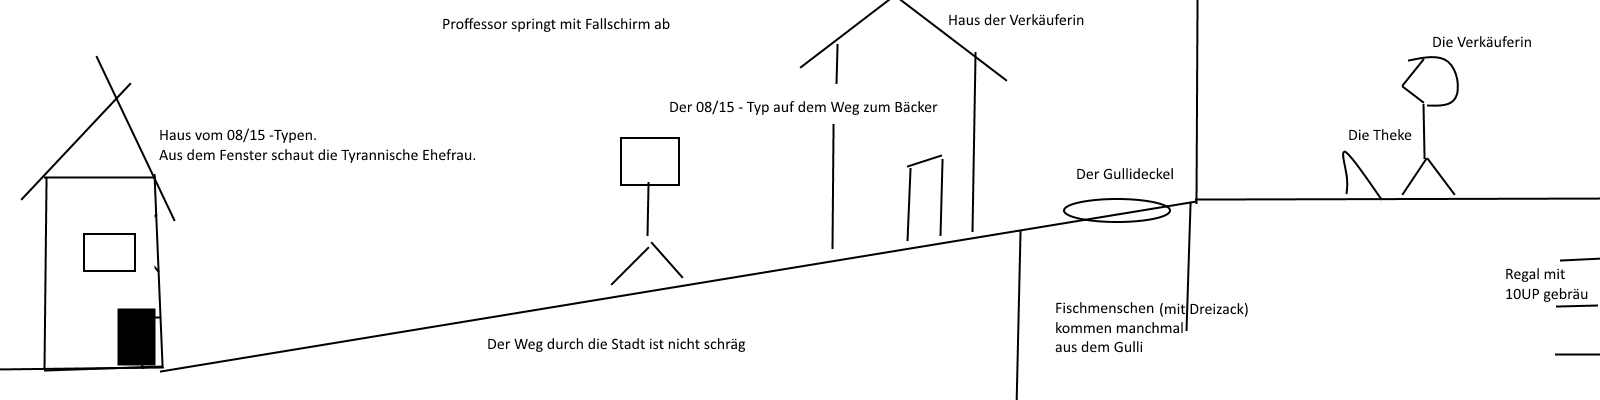 Proffessor springt mit Fallschirm ab
Haus der Verkäuferin
Die Verkäuferin
Der 08/15 - Typ auf dem Weg zum Bäcker
Haus vom 08/15 -Typen.
Aus dem Fenster schaut die Tyrannische Ehefrau.
Die Theke
Der Gullideckel
Regal mit
10UP gebräu
Fischmenschen (mit Dreizack)
kommen manchmal
aus dem Gulli
Der Weg durch die Stadt ist nicht schräg